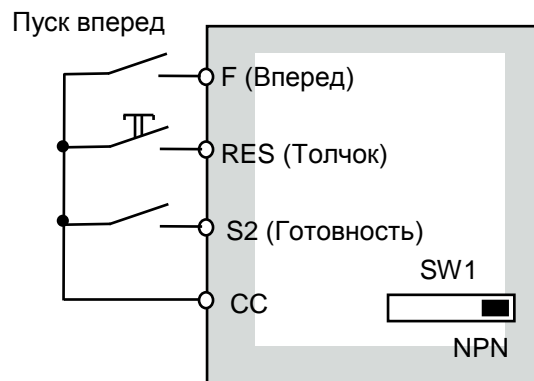 Пуск вперед
F (Вперед)
RES (Толчок)
S2 (Готовность)
CC
SW1
NPN